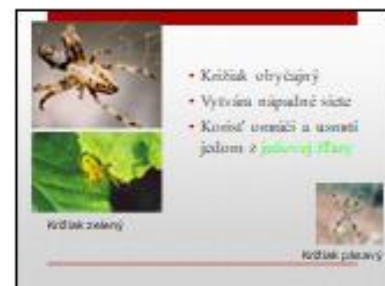 • Križiak obyčajný
• Vytvára nápadné siete
• Korisť omráči a usmrtí
jedom z jedovej žľazy
Križiak zelený
Križiak pásavý